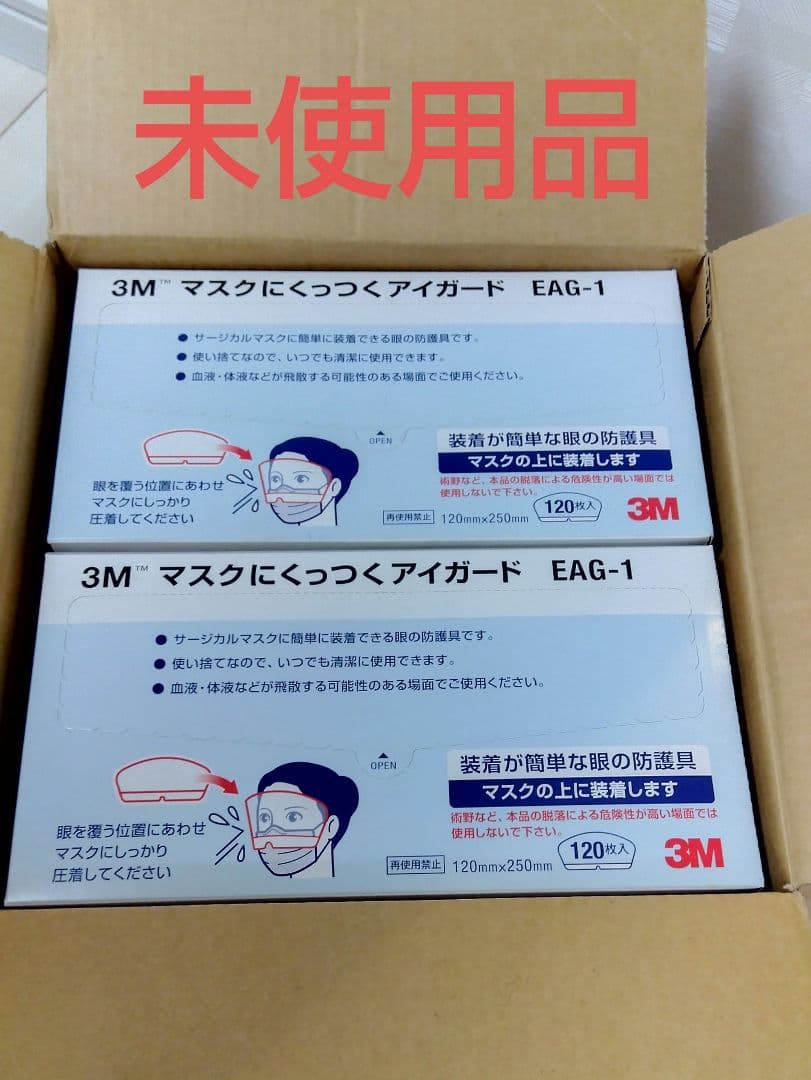 未使用品
3M™ マスクにくっつくアイガード EAG-1
● サージカルマスクに簡単に装着できる眼の防護具です。
● 使い捨てなので、いつでも清潔に使用できます。
● 血液・体液などが飛散する可能性のある場面でご使用ください。
OPEN
眼を覆う位置にあわせ
マスクにしっかり
圧着してください
装着が簡単な眼の防護具
マスクの上に装着します
術野など、本品の脱落による危険性が高い場面では
使用しないで下さい。
再使用禁止 120mm×250mm 120枚入 3M
3M™ マスクにくっつくアイガード EAG-1
● サージカルマスクに簡単に装着できる眼の防護具です。
● 使い捨てなので、いつでも清潔に使用できます。
● 血液・体液などが飛散する可能性のある場面でご使用ください。
OPEN
眼を覆う位置にあわせ
マスクにしっかり
圧着してください
装着が簡単な眼の防護具
マスクの上に装着します
術野など、本品の脱落による危険性が高い場面では
使用しないで下さい。
再使用禁止 120mm×250mm 120枚入 3M